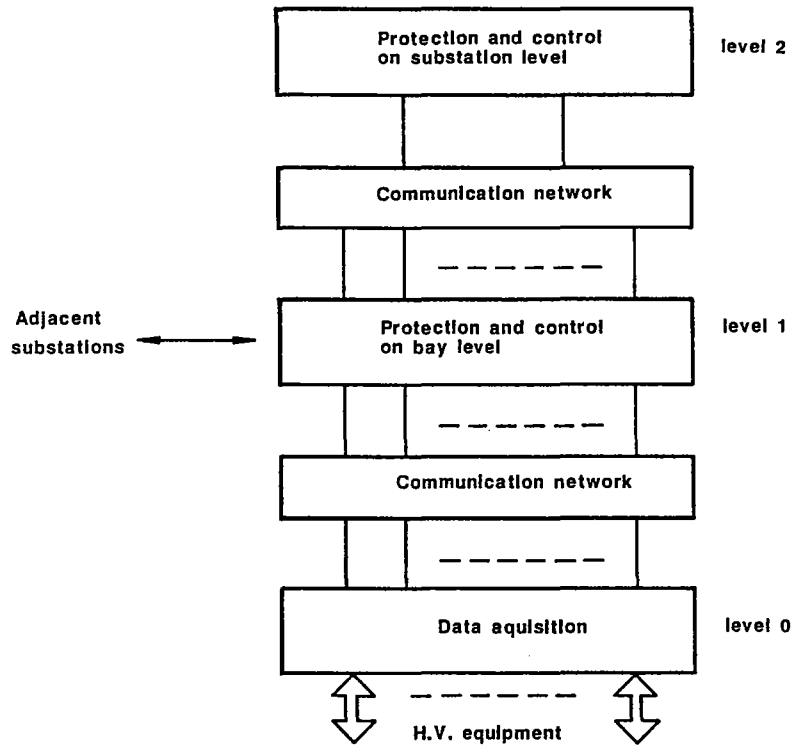 Protection and control
on substation level
level 2
Communication network
Adjacent
substations
Protection and control
on bay level
level 1
Communication network
Data aquisition
level 0
H.V. equipment